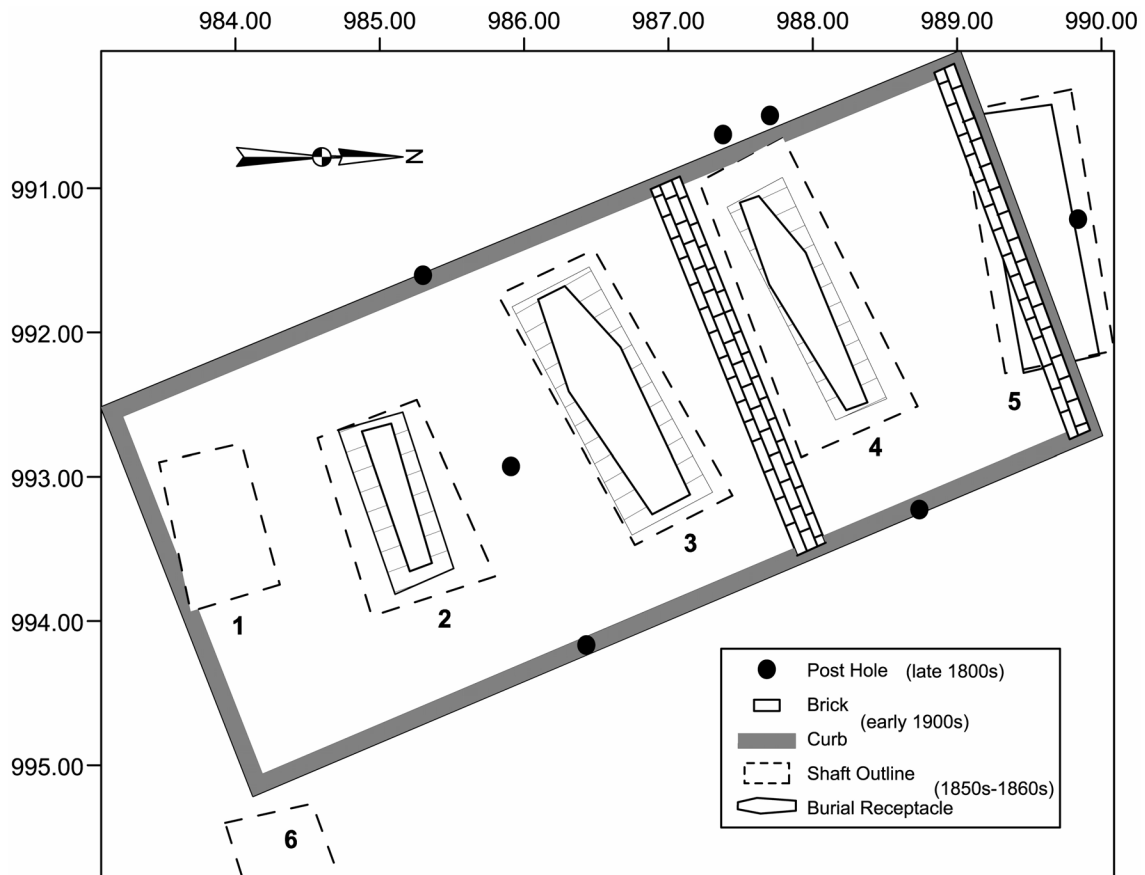 984.00 985.00 986.00 987.00 988.00 989.00 990.00
N
991.00
992.00
993.00
994.00
995.00
1
2
3
4
5
6
Post Hole (late 1800s)
Brick
(early 1900s)
Curb
Shaft Outline
(1850s-1860s)
Burial Receptacle